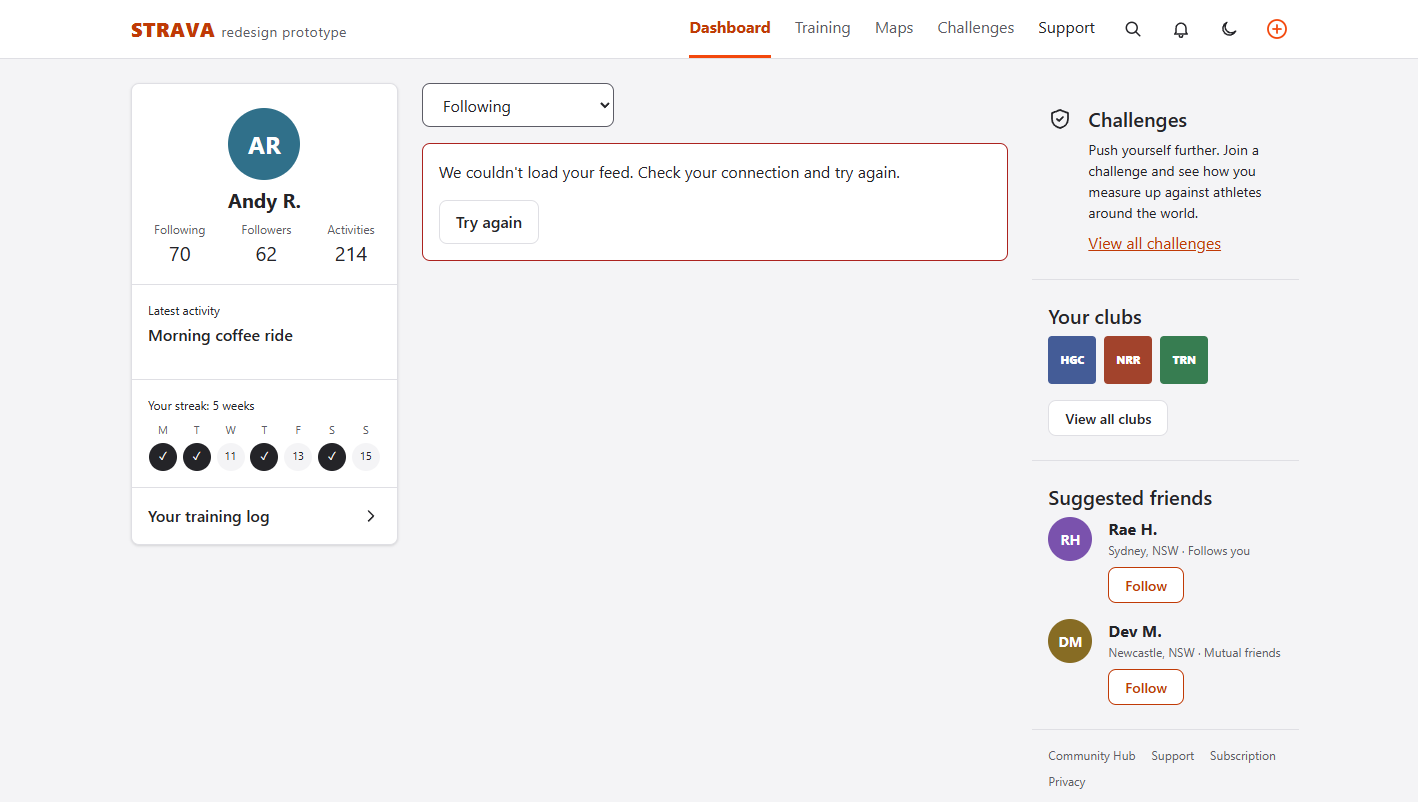 STRAVA redesign prototype
Dashboard Training Maps Challenges Support
AR
Andy R.
Following Followers Activities
70 62 214
Latest activity
Morning coffee ride
Your streak: 5 weeks
M T W T F S S
✓ ✓ 11 ✓ 13 ✓ 15
Your training log
Following
We couldn't load your feed. Check your connection and try again.
Try again
Challenges
Push yourself further. Join a
challenge and see how you
measure up against athletes
around the world.
View all challenges
Your clubs
HGC NRR TRN
View all clubs
Suggested friends
RH
Rae H.
Sydney, NSW · Follows you
Follow
DM
Dev M.
Newcastle, NSW · Mutual friends
Follow
Community Hub Support Subscription
Privacy